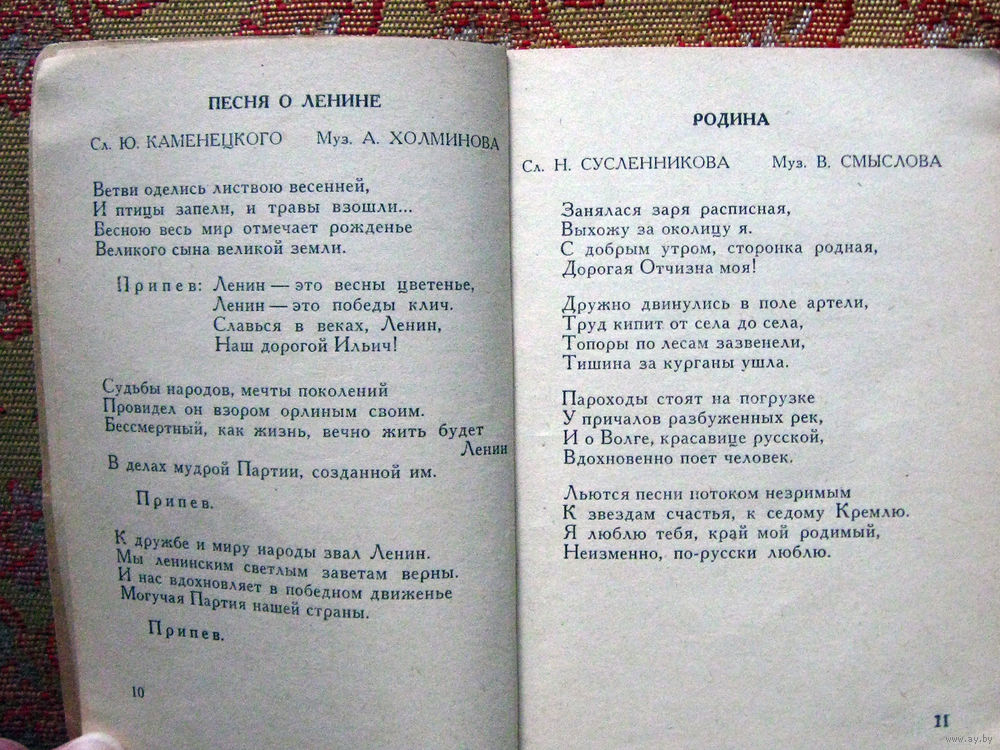 ПЕСНЯ О ЛЕНИНЕ
Сл. Ю. КАМЕНЕЦКОГО Муз. А. ХОЛМИНОВА
Ветви оделись листвою весенней,
И птицы запели, и травы взошли...
Весною весь мир отмечает рожденье
Великого сына великой земли.
Припев: Ленин — это весны цветенье,
Ленин — это победы клич.
Славься в веках, Ленин,
Наш дорогой Ильич!
Судьбы народов, мечты поколений
Провидел он взором орлиным своим.
Бессмертный, как жизнь, вечно жить будет
Ленин
В делах мудрой Партии, созданной им.
Припев.
К дружбе и миру народы звал Ленин.
Мы ленинским светлым заветам верны.
И нас вдохновляет в победном движенье
Могучая Партия нашей страны.
Припев.
10
РОДИНА
Сл. Н. СУСЛЕННИКОВА Муз. В. СМЫСЛОВА
Занялася заря расписная,
Выхожу за околицу я.
С добрым утром, сторонка родная,
Дорогая Отчизна моя!
Дружно двинулись в поле артели,
Труд кипит от села до села,
Топоры по лесам зазвенели,
Тишина за курганы ушла.
Пароходы стоят на погрузке
У причалов разбуженных рек,
И о Волге, красавице русской,
Вдохновенно поет человек.
Льются песни потоком незримым
К звездам счастья, к седому Кремлю.
Я люблю тебя, край мой родимый,
Неизменно, по-русски люблю.
11
www.ay.by